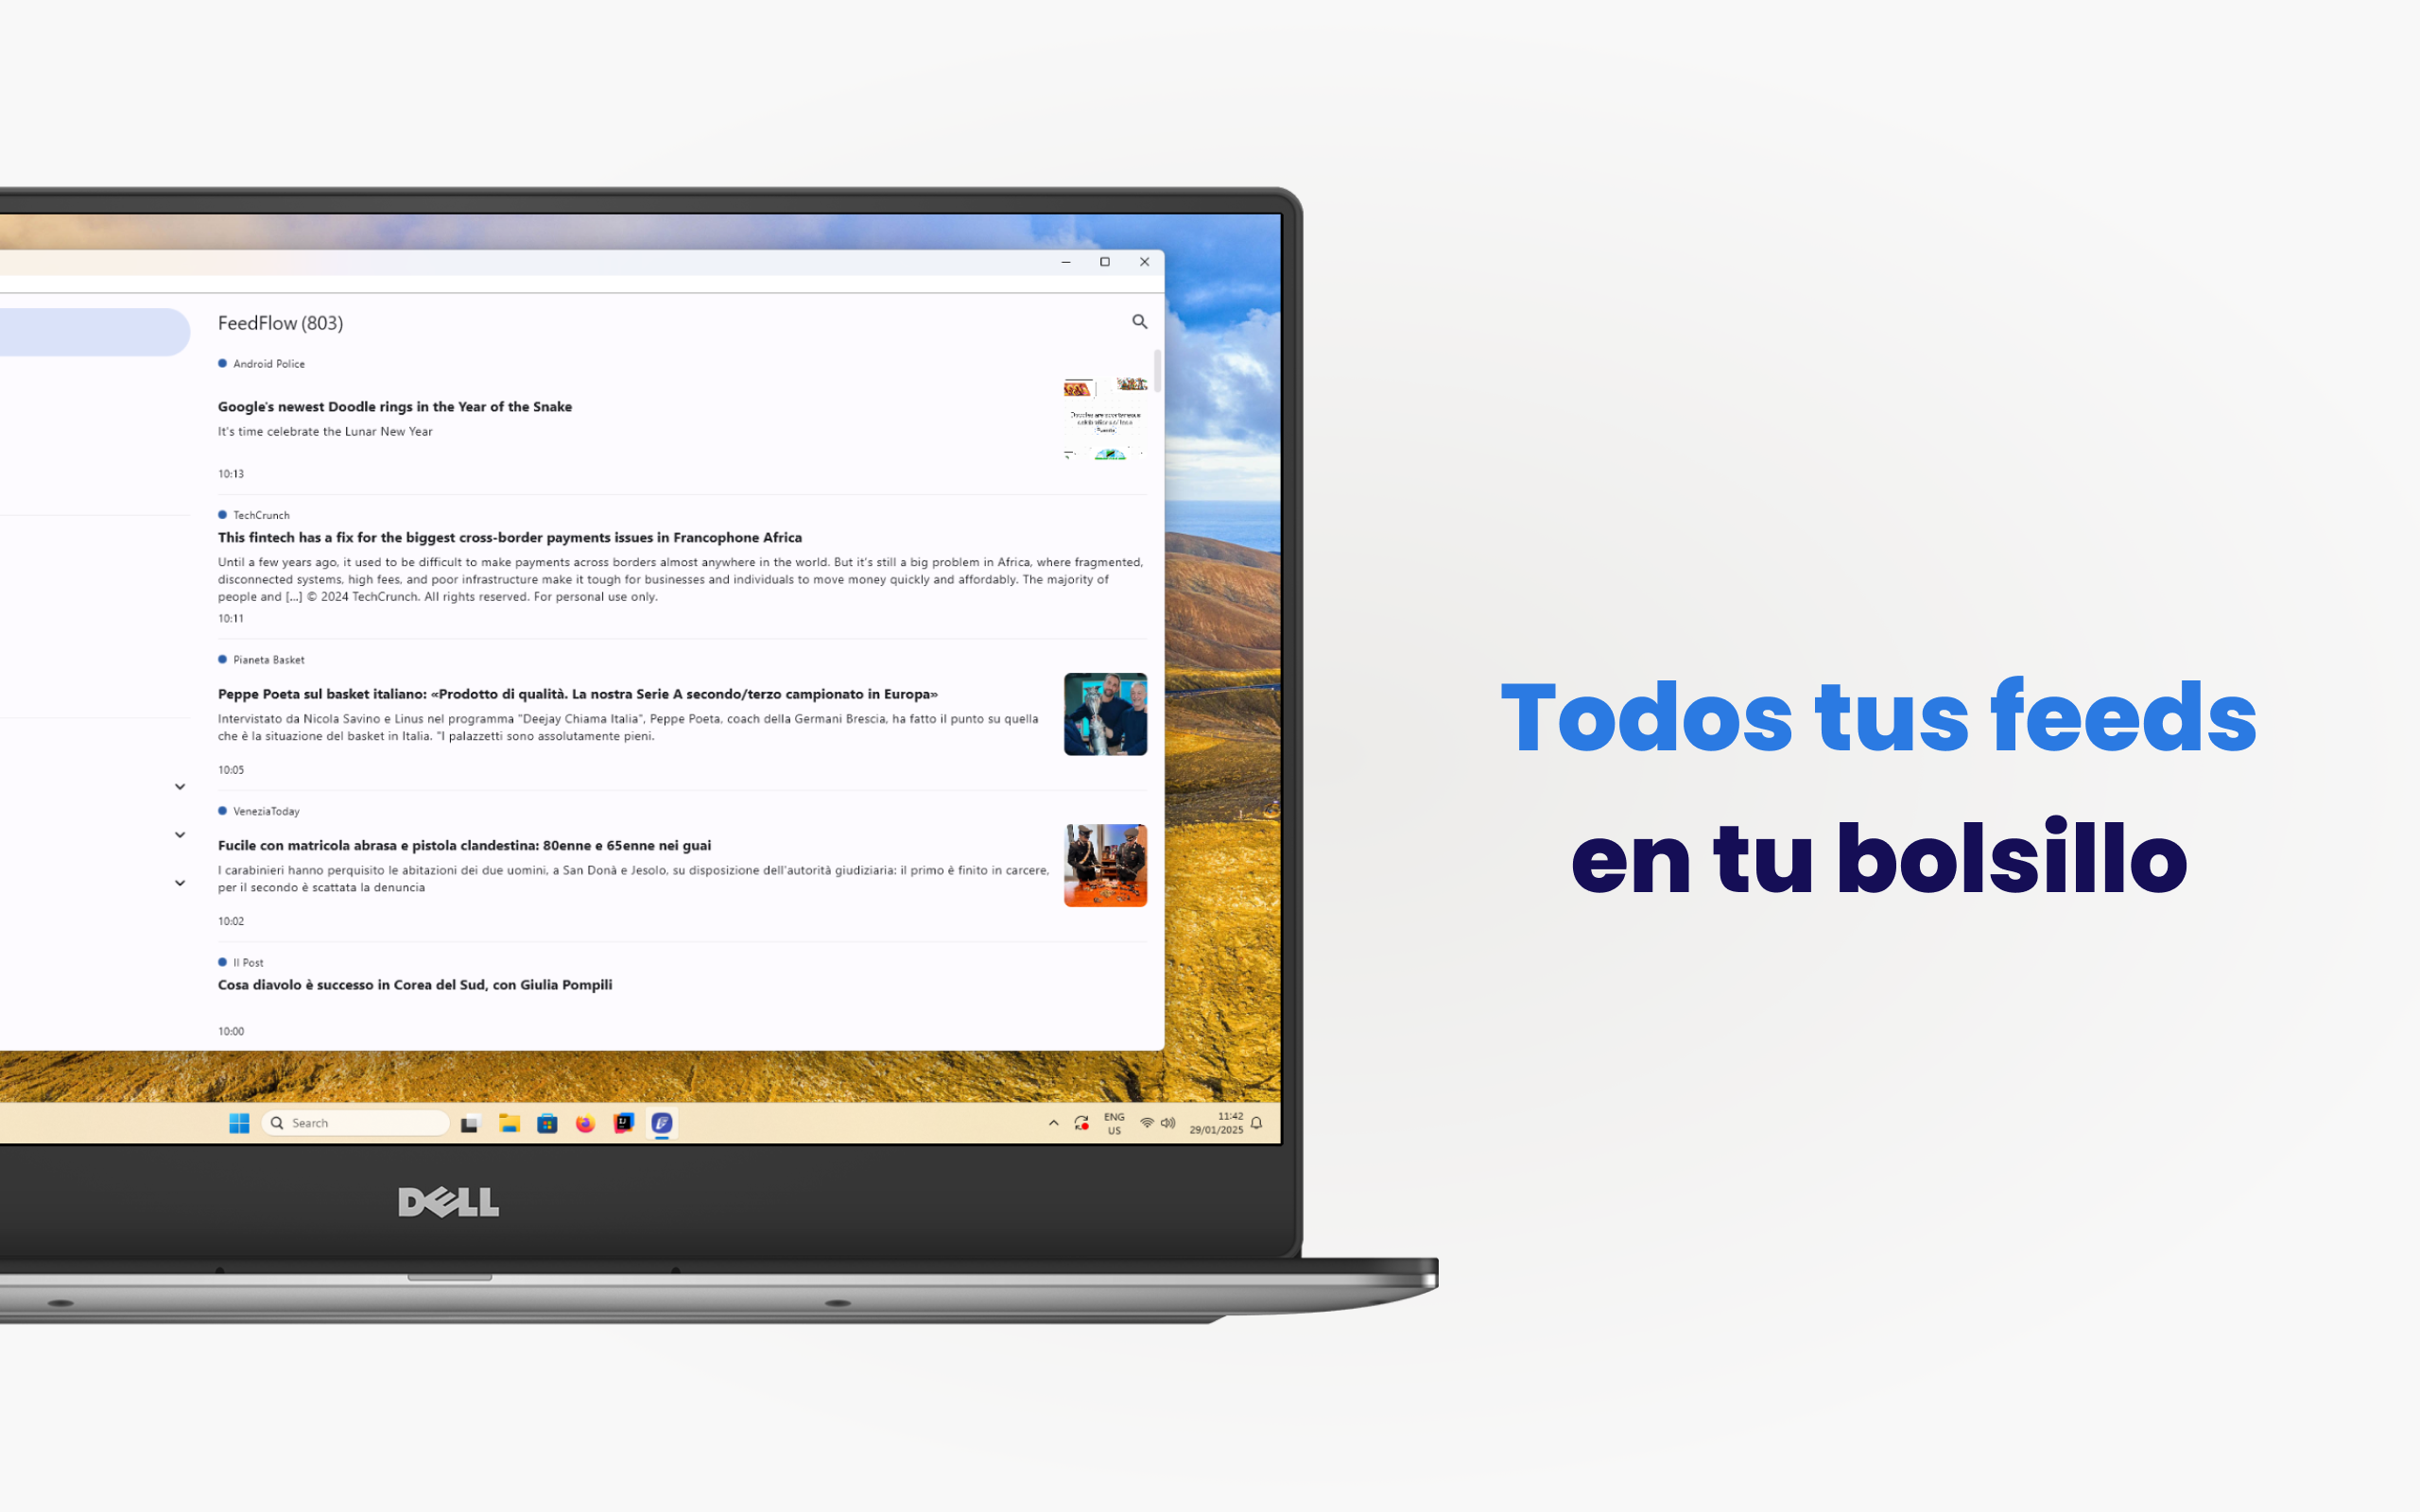 FeedFlow (803)
Android Police
Google's newest Doodle rings in the Year of the Snake
It's time celebrate the Lunar New Year
10:13
TechCrunch
This fintech has a fix for the biggest cross-border payments issues in Francophone Africa
Until a few years ago, it used to be difficult to make payments across borders almost anywhere in the world. But it's still a big problem in Africa, where fragmented,
disconnected systems, high fees, and poor infrastructure make it tough for businesses and individuals to move money quickly and affordably. The majority of
people and [...] © 2024 TechCrunch. All rights reserved. For personal use only.
10:11
Pianeta Basket
Peppe Poeta sul basket italiano: «Prodotto di qualità. La nostra Serie A secondo/terzo campionato in Europa»
Intervistato da Nicola Savino e Linus nel programma "Deejay Chiama Italia", Peppe Poeta, coach della Germani Brescia, ha fatto il punto su quella
che è la situazione del basket in Italia. "I palazzetti sono assolutamente pieni.
10:05
VeneziaToday
Fucile con matricola abrasa e pistola clandestina: 80enne e 65enne nei guai
I carabinieri hanno perquisito le abitazioni dei due uomini, a San Donà e Jesolo, su disposizione dell'autorità giudiziaria: il primo è finito in carcere,
per il secondo è scattata la denuncia
10:02
Il Post
Cosa diavolo è successo in Corea del Sud, con Giulia Pompili
10:00
Search
ENG
US
11:42
29/01/2025
DELL
Todos tus feeds
en tu bolsillo